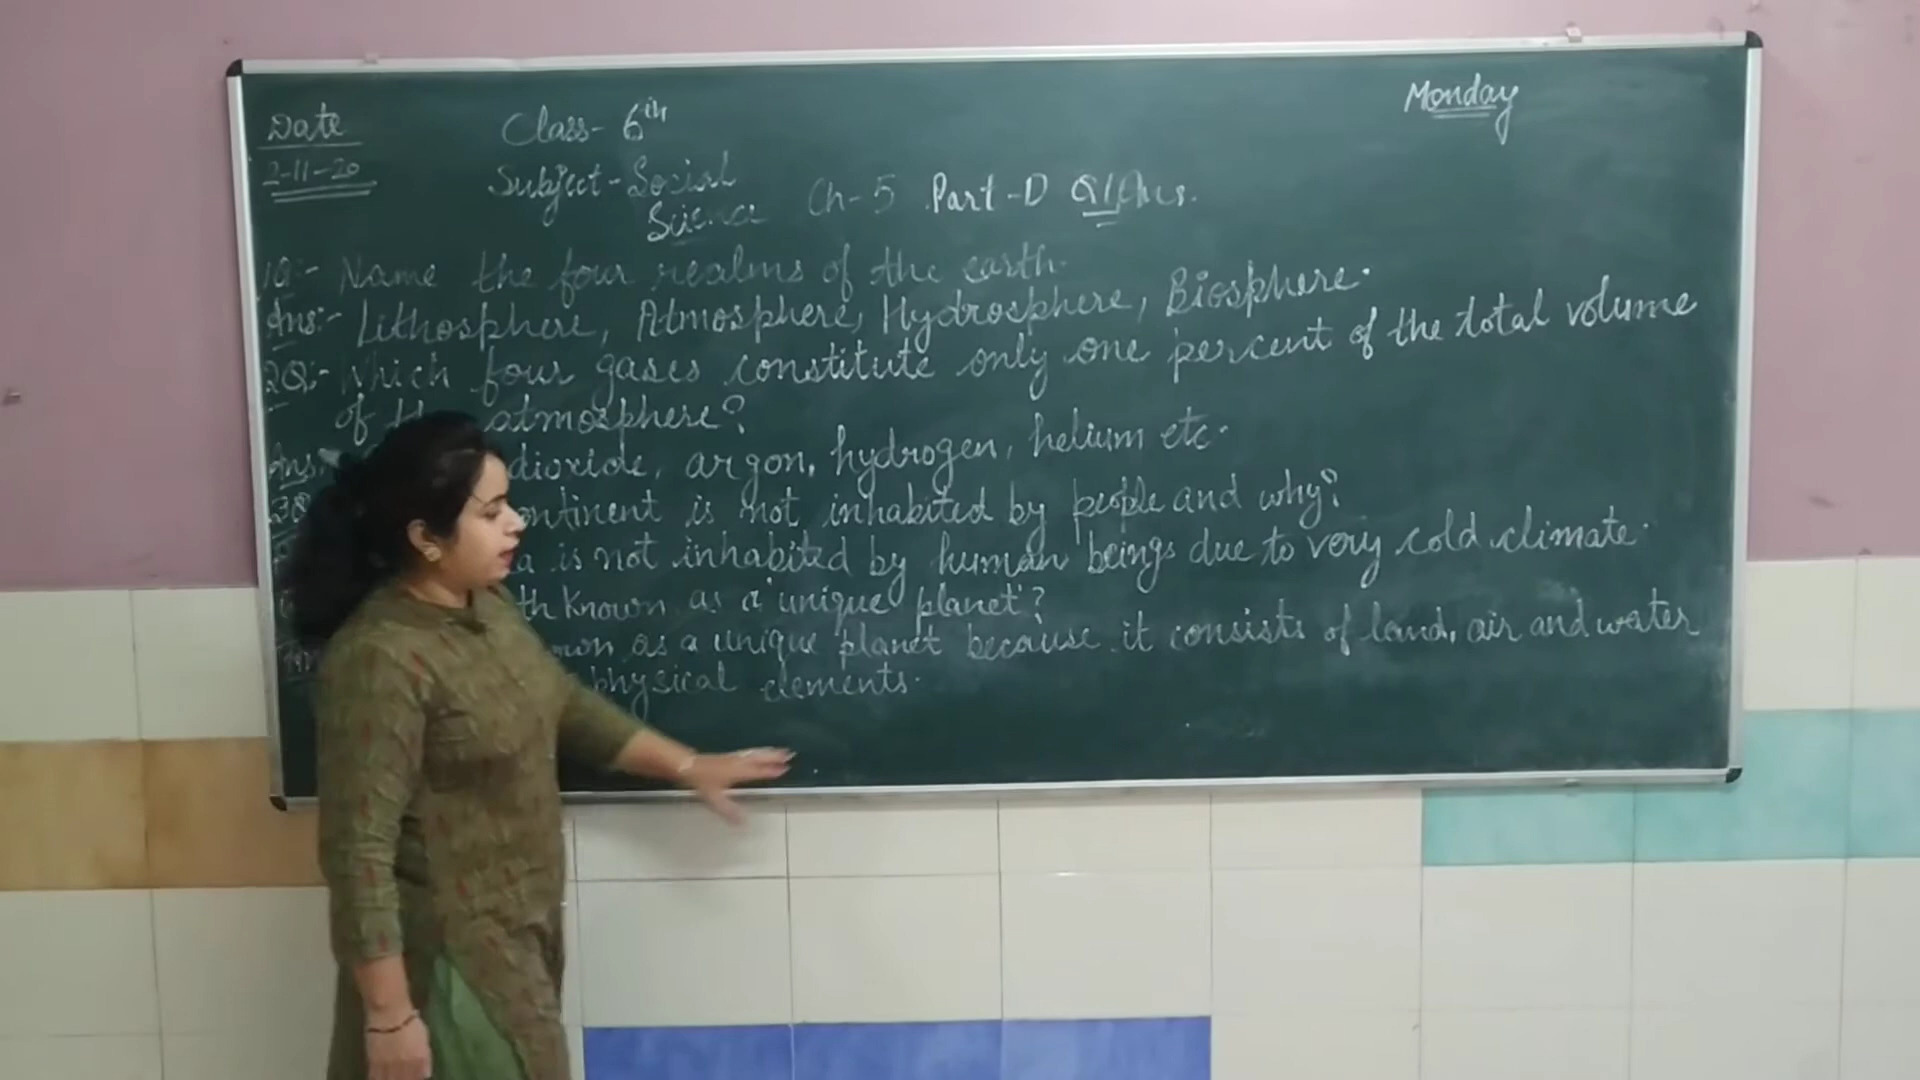 Date
2-11-20
Class- 6th
Subject-Social
Science
Ch-5 Part-D Q/Ans.
Monday
1Q:- Name the four realms of the earth.
Ans:- Lithosphere, Atmosphere, Hydrosphere, Biosphere.
2Q:- Which four gases constitute only one percent of the total volume
of the atmosphere?
Ans: dioxide, argon, hydrogen, helium etc.
3Q ontinent is not inhabited by people and why?
a is not inhabited by human beings due to very cold climate.
th known as a 'unique planet'?
own as a unique planet because it consists of land, air and water
physical elements.